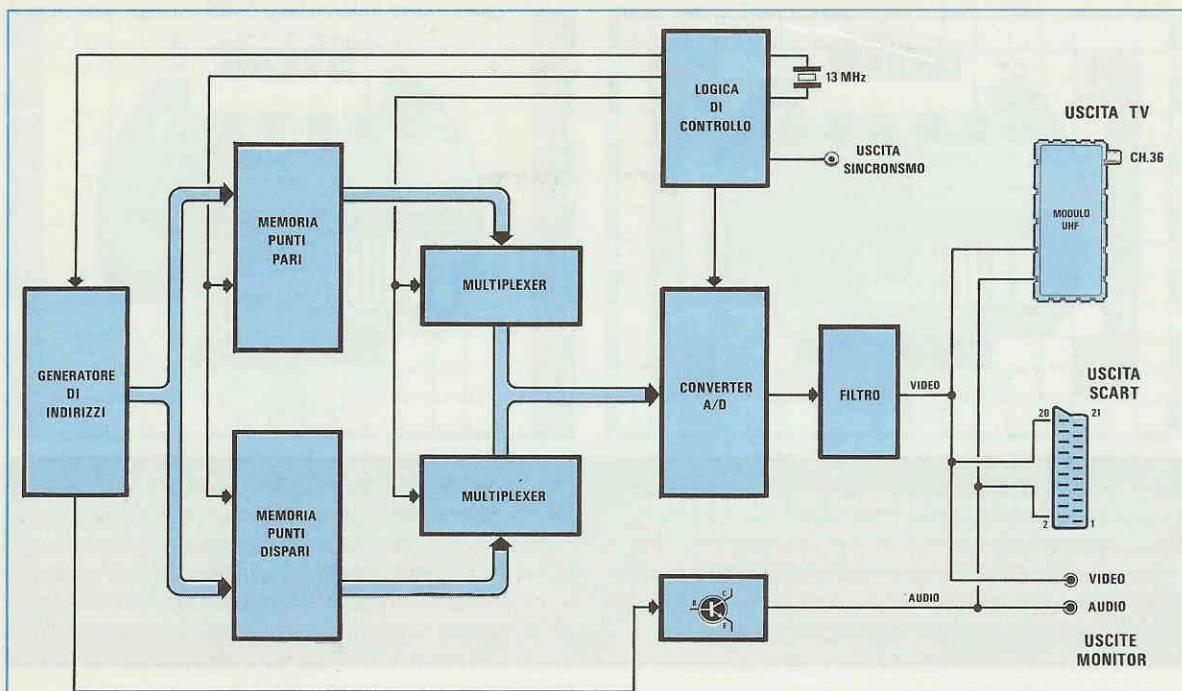 LOGICA
DI
CONTROLLO
13 MHz
USCITA
SINCRONSMO
USCITA TV
CH.36
MODULO
UHF
MEMORIA
PUNTI
PARI
MULTIPLEXER
GENERATORE
DI
INDIRIZZI
CONVERTER
A/D
FILTRO
VIDEO
USCITA
SCART
20
21
2
1
MEMORIA
PUNTI
DISPARI
MULTIPLEXER
B
C
E
AUDIO
VIDEO
AUDIO
USCITE
MONITOR